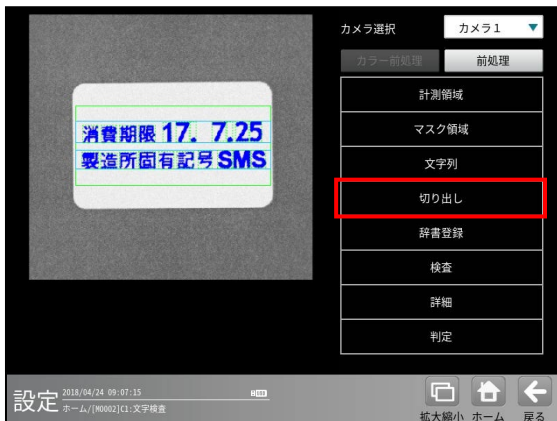 カメラ選択 カメラ1
カラー前処理 前処理
計測領域
マスク領域
文字列
切り出し
辞書登録
検査
詳細
判定
消費期限 17. 7.25
製造所固有記号 SMS
設定 2018/04/24 09:07:15
ホーム/[M0002]C1:文字検査
拡大縮小 ホーム 戻る